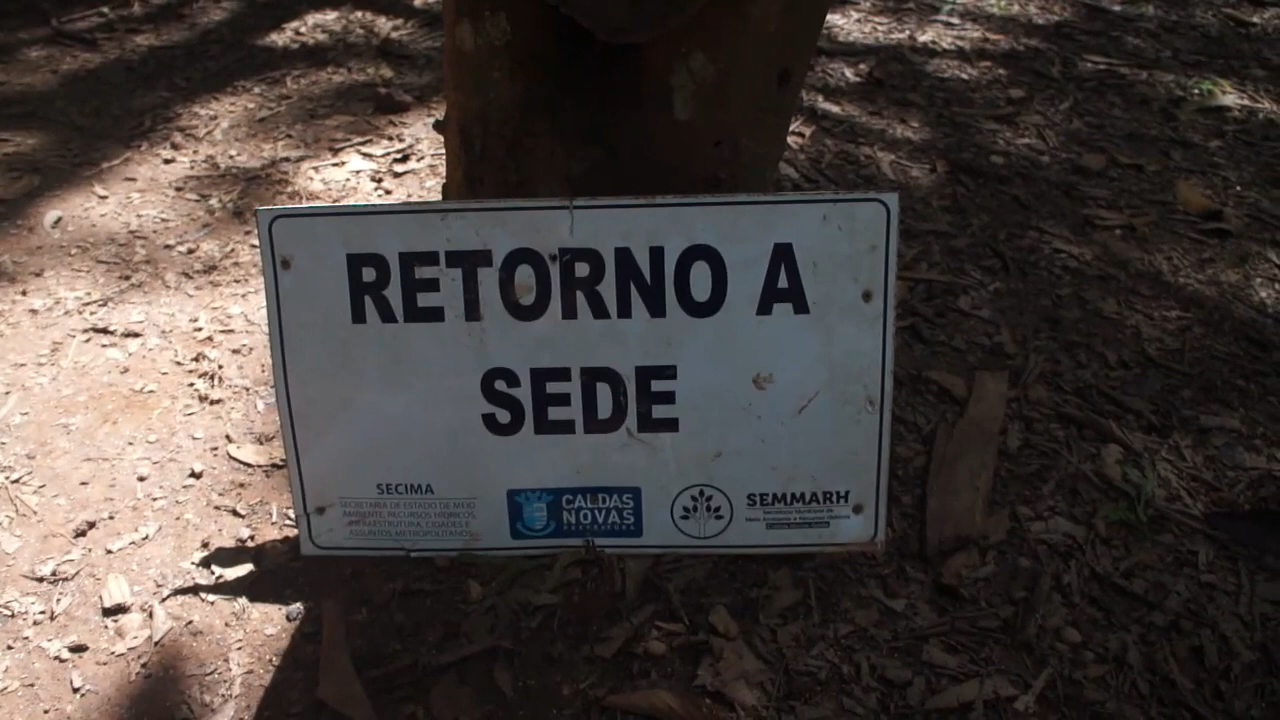 RETORNO A
SEDE
SECIMA
SECRETARIA DE ESTADO DE MEIO
AMBIENTE, RECURSOS HÍDRICOS,
INFRAESTRUTURA, CIDADES E
ASSUNTOS METROPOLITANOS
CALDAS
NOVAS
PREFEITURA
SEMMARH
Secretaria Municipal de
Meio Ambiente e Recursos Hídricos